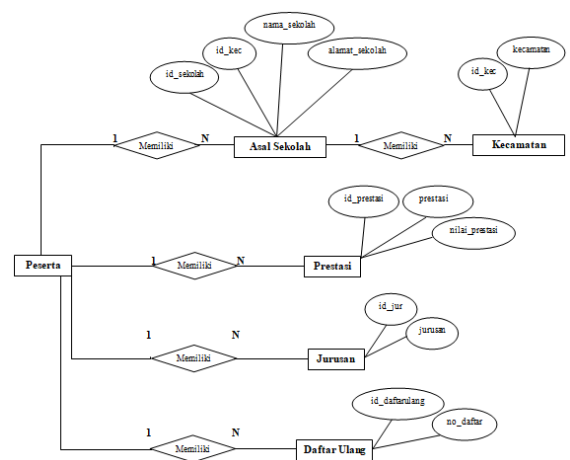 nama_sekolah
id_kec
alamat_sekolah
id_sekolah
kecamatan
id_kec
1 Memiliki N Asal Sekolah 1 Memiliki N Kecamatan
id_prestasi
prestasi
nilai_prestasi
Peserta 1 Memiliki N Prestasi
id_jur
jurusan
1 Memiliki N Jurusan
id_daftarulang
no_daftar
1 Memiliki N Daftar Ulang